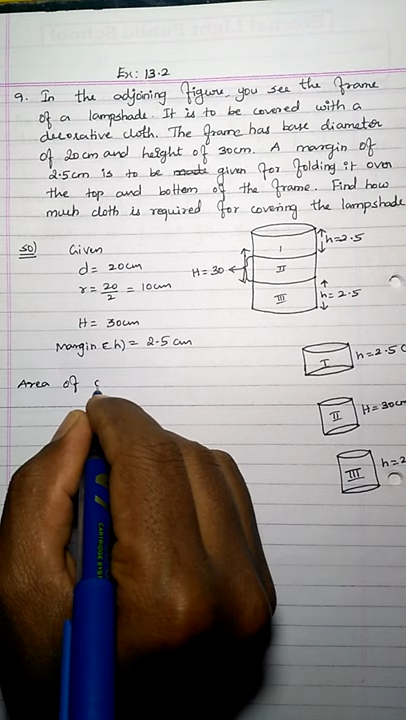 Ex: 13.2
9. In the adjoining figure, you see the frame
of a lampshade. It is to be covered with a
decorative cloth. The frame has base diameter
of 20cm and height of 30cm. A margin of
2.5cm is to be given for folding it over
the top and bottom of the frame. Find how
much cloth is required for covering the lampshade
Sol Given
d = 20cm
r = 20/2 = 10cm
H = 30cm
Margin (h) = 2.5 cm
Area of c
I
h=2.5
H=30
II
III
h=2.5
I h=2.5c
II H=30cm
III h=2
CARTRIDGE SYS